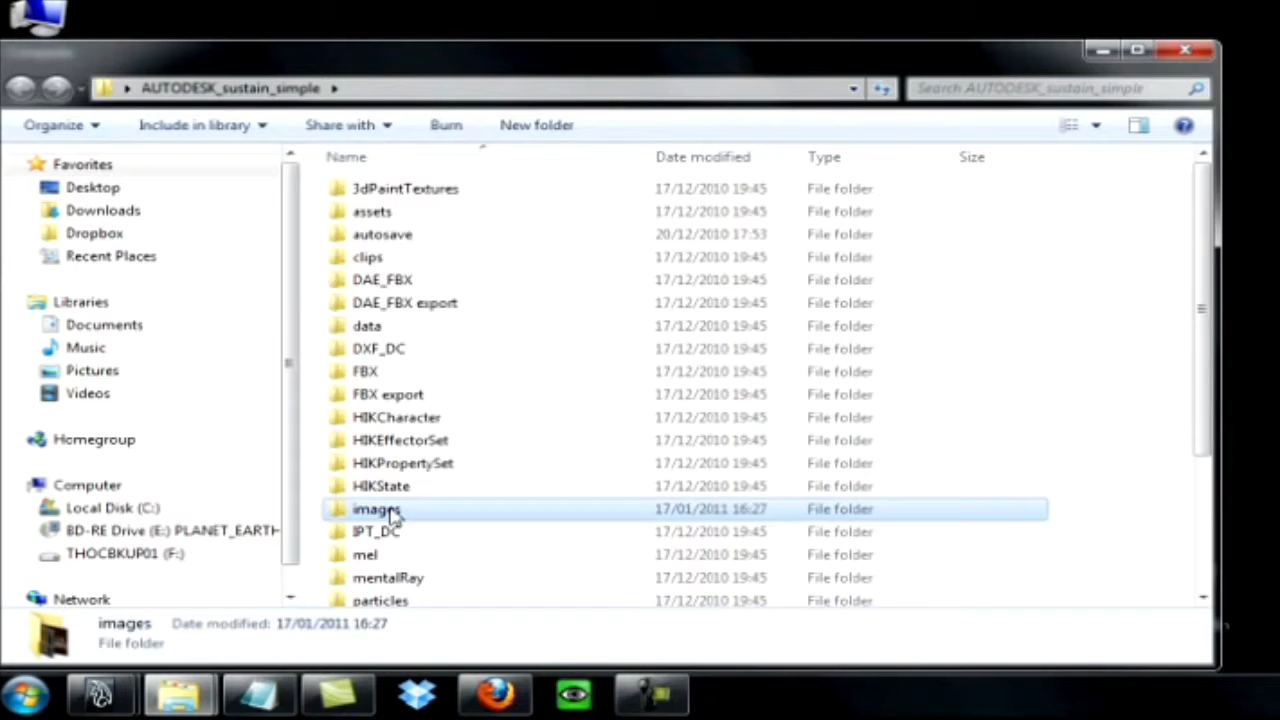 AUTODESK_sustain_simple
Search AUTODESK_sustain_simple
Organize
Include in library
Share with
Burn
New folder
Name Date modified Type Size
Favorites
Desktop
Downloads
Dropbox
Recent Places
Libraries
Documents
Music
Pictures
Videos
Homegroup
Computer
Local Disk (C:)
BD-RE Drive (E:) PLANET_EARTH
THOCBKUP01 (F:)
Network
3dPaintTextures 17/12/2010 19:45 File folder
assets 17/12/2010 19:45 File folder
autosave 20/12/2010 17:53 File folder
clips 17/12/2010 19:45 File folder
DAE_FBX 17/12/2010 19:45 File folder
DAE_FBX export 17/12/2010 19:45 File folder
data 17/12/2010 19:45 File folder
DXF_DC 17/12/2010 19:45 File folder
FBX 17/12/2010 19:45 File folder
FBX export 17/12/2010 19:45 File folder
HIKCharacter 17/12/2010 19:45 File folder
HIKEffectorSet 17/12/2010 19:45 File folder
HIKPropertySet 17/12/2010 19:45 File folder
HIKState 17/12/2010 19:45 File folder
images 17/01/2011 16:27 File folder
IPT_DC 17/12/2010 19:45 File folder
mel 17/12/2010 19:45 File folder
mentalRay 17/12/2010 19:45 File folder
particles 17/12/2010 19:45 File folder
images Date modified: 17/01/2011 16:27
File folder